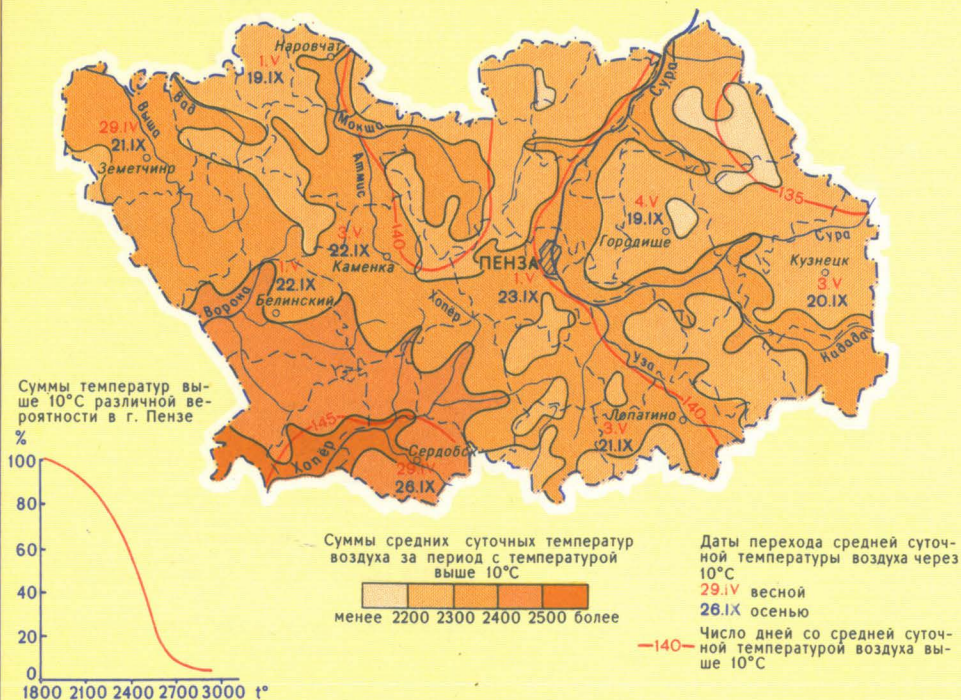 Наровчат
1.V
19.IX
Сура
Вад
Выша
Мокша
29.IV
21.IX
Земетчино
Атмис
135
4.V
19.IX
Городище
Сура
140
3.V
22.IX
Каменка
ПЕНЗА
1.V
23.IX
Кузнецк
3.V
20.IX
1.V
22.IX
Белинский
Ворона
Хопёр
Уза
Кадада
140
Лопатино
3.V
21.IX
145
Хопёр
Сердобск
29.IV
26.IX
Суммы температур вы-
ше 10°С различной ве-
роятности в г. Пензе
%
100
80
60
40
20
0
1800 2100 2400 2700 3000 t°
Суммы средних суточных температур
воздуха за период с температурой
выше 10°С
менее 2200 2300 2400 2500 более
Даты перехода средней суточ-
ной температуры воздуха через
10°С
29.IV весной
26.IX осенью
140 Число дней со средней суточ-
ной температурой воздуха вы-
ше 10°С